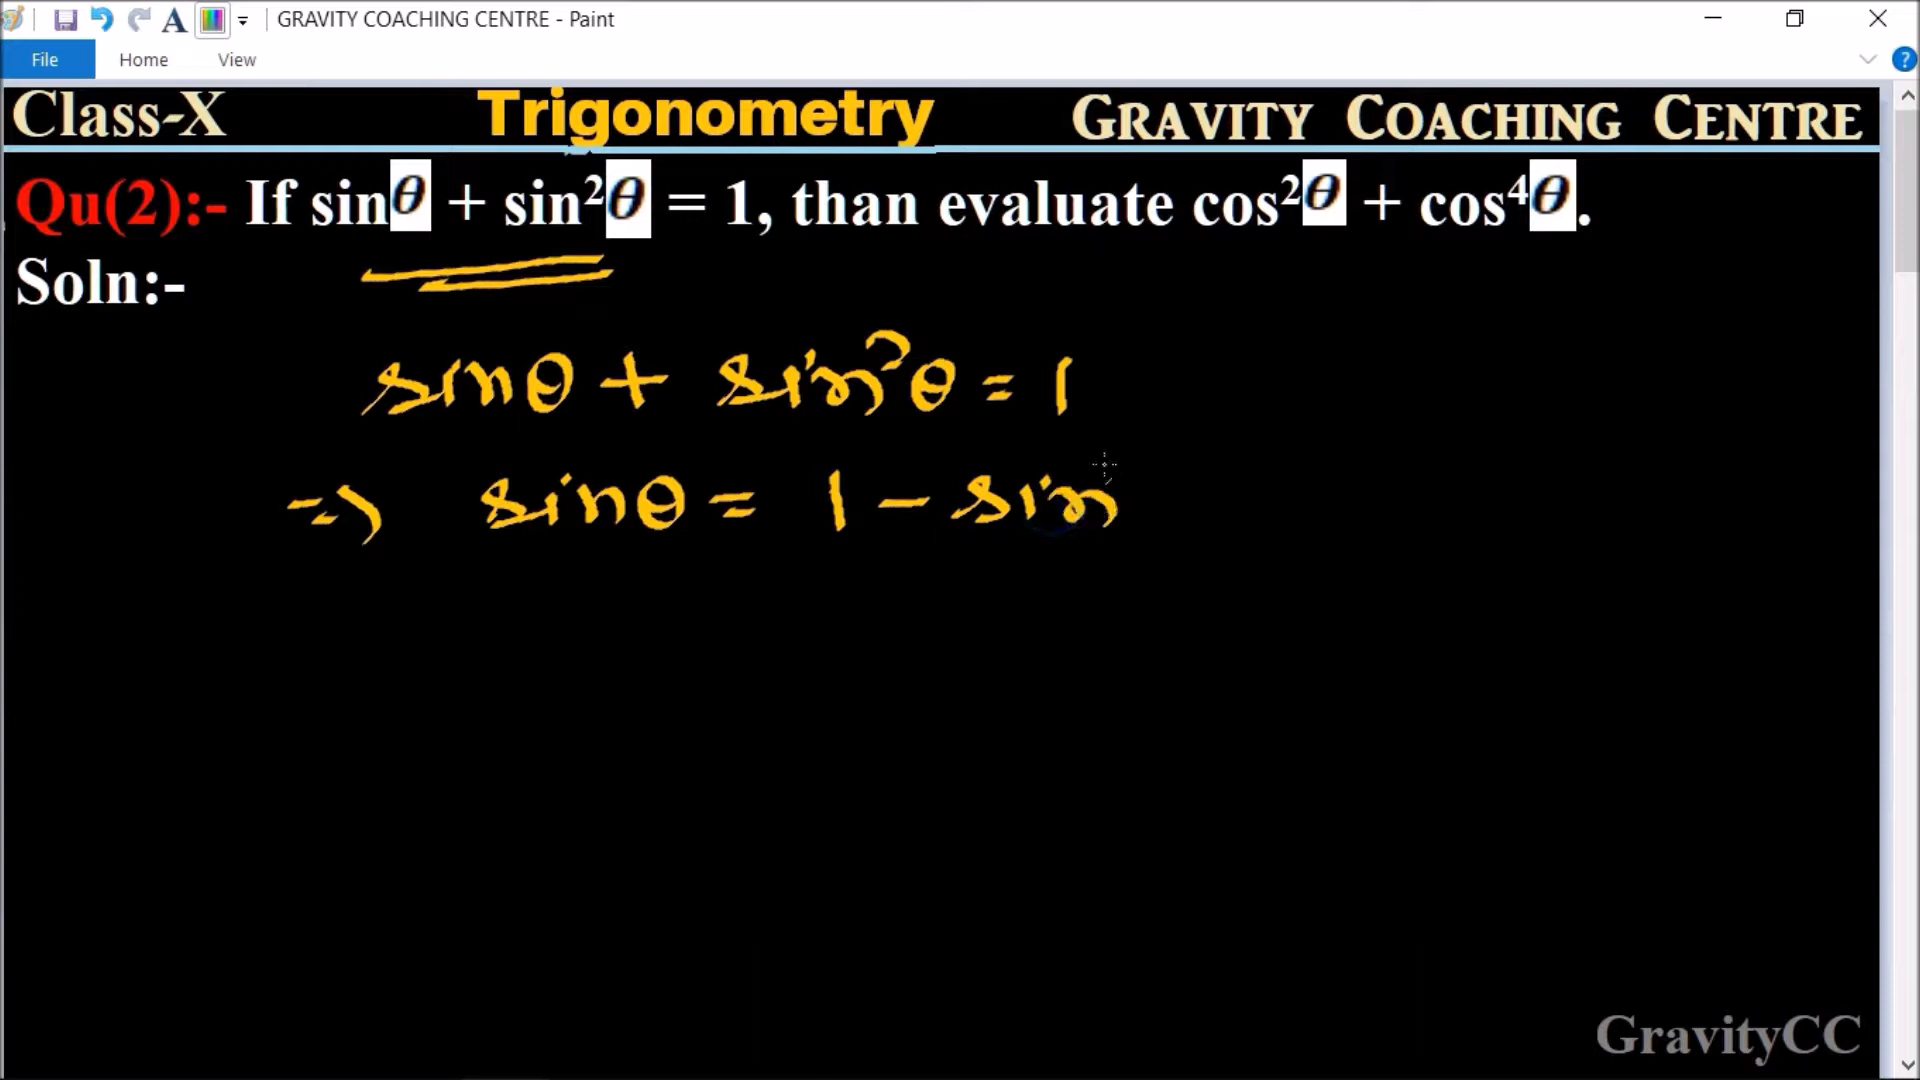 GRAVITY COACHING CENTRE - Paint
File Home View
Class-X Trigonometry GRAVITY COACHING CENTRE
Qu(2):- If sinθ + sin²θ = 1, than evaluate cos²θ + cos⁴θ.
Soln:-
sinθ + sin²θ = 1
=> sinθ = 1 - sin
GravityCC